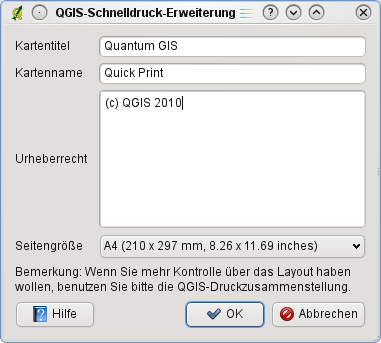 QGIS-Schnelldruck-Erweiterung
Kartentitel Quantum GIS
Kartenname Quick Print
Urheberrecht (c) QGIS 2010
Seitengröße A4 (210 x 297 mm, 8.26 x 11.69 inches)
Bemerkung: Wenn Sie mehr Kontrolle über das Layout haben
wollen, benutzen Sie bitte die QGIS-Druckzusammenstellung.
Hilfe OK Abbrechen